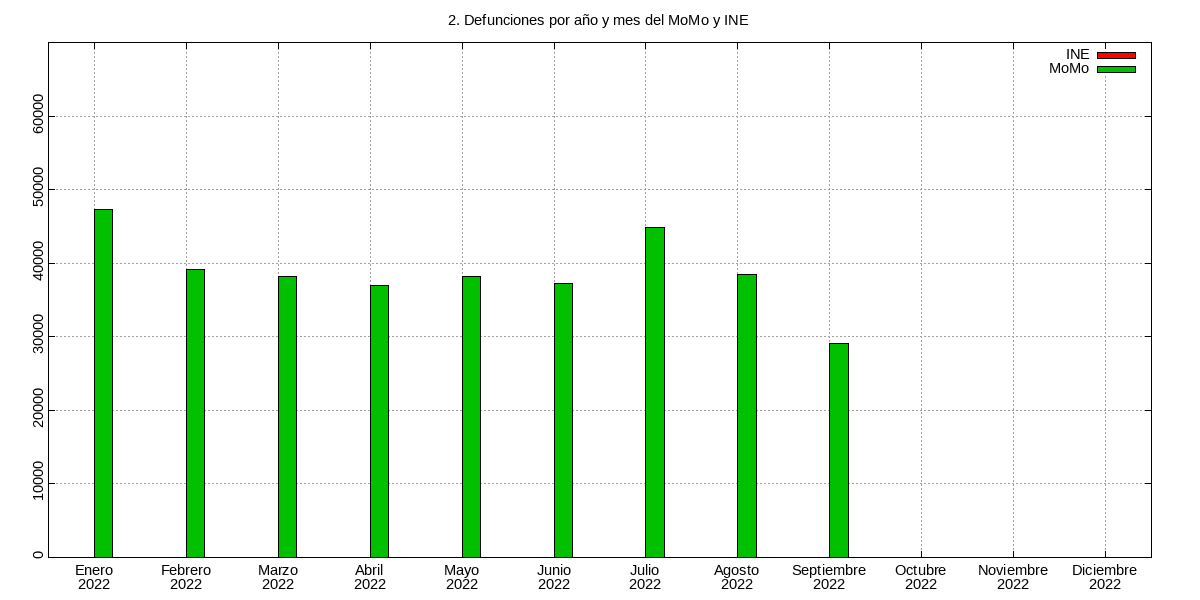 2. Defunciones por año y mes del MoMo y INE
INE
MoMo
60000
50000
40000
30000
20000
10000
0
Enero
2022
Febrero
2022
Marzo
2022
Abril
2022
Mayo
2022
Junio
2022
Julio
2022
Agosto
2022
Septiembre
2022
Octubre
2022
Noviembre
2022
Diciembre
2022